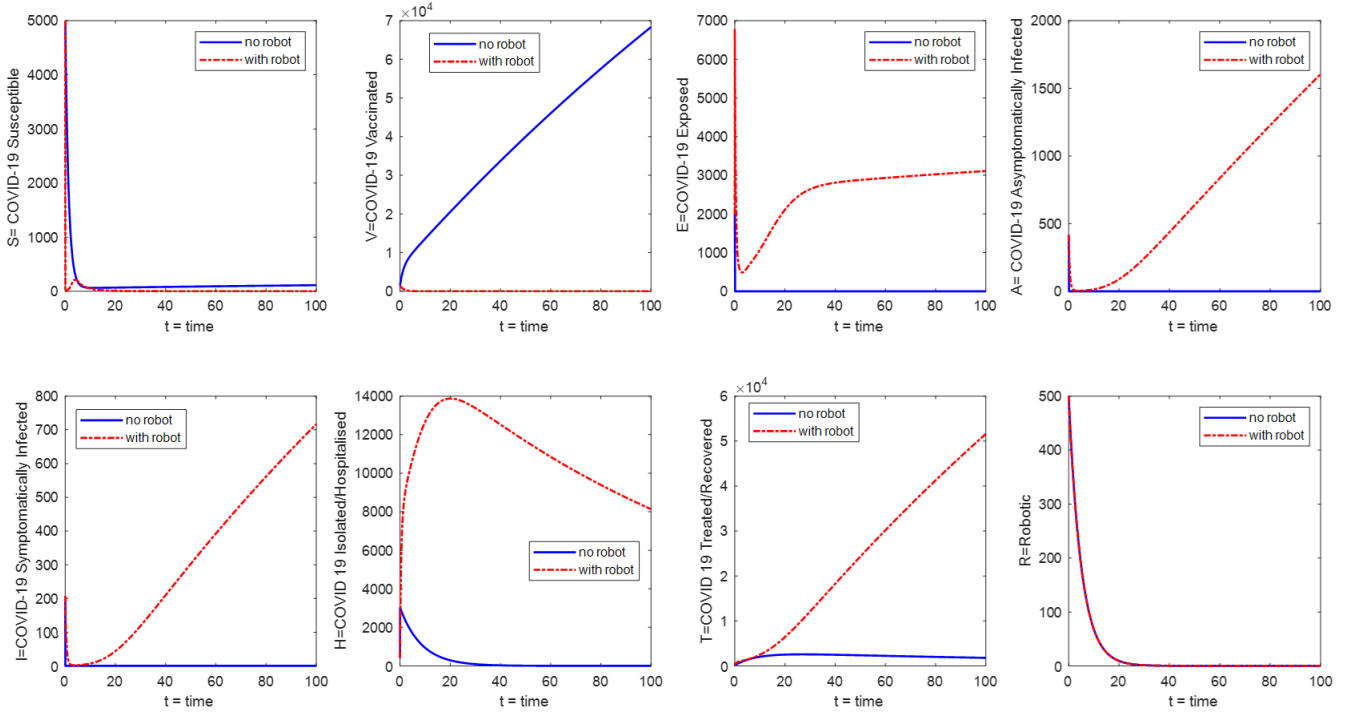 S= COVID-19 Susceptible
5000
4000
3000
2000
1000
0
0 20 40 60 80 100
t = time
no robot
with robot
V=COVID-19 Vaccinated
×10⁴
7
6
5
4
3
2
1
0
0 20 40 60 80 100
t = time
no robot
with robot
E=COVID-19 Exposed
7000
6000
5000
4000
3000
2000
1000
0
0 20 40 60 80 100
t = time
no robot
with robot
A= COVID-19 Asymptomatically Infected
2000
1500
1000
500
0
0 20 40 60 80 100
t = time
no robot
with robot
I=COVID-19 Symptomatically Infected
800
700
600
500
400
300
200
100
0
0 20 40 60 80 100
t = time
no robot
with robot
H=COVID 19 Isolated/Hospitalised
14000
12000
10000
8000
6000
4000
2000
0
0 20 40 60 80 100
t = time
no robot
with robot
T=COVID 19 Treated/Recovered
×10⁴
6
5
4
3
2
1
0
0 20 40 60 80 100
t = time
no robot
with robot
R=Robotic
500
400
300
200
100
0
0 20 40 60 80 100
t = time
no robot
with robot